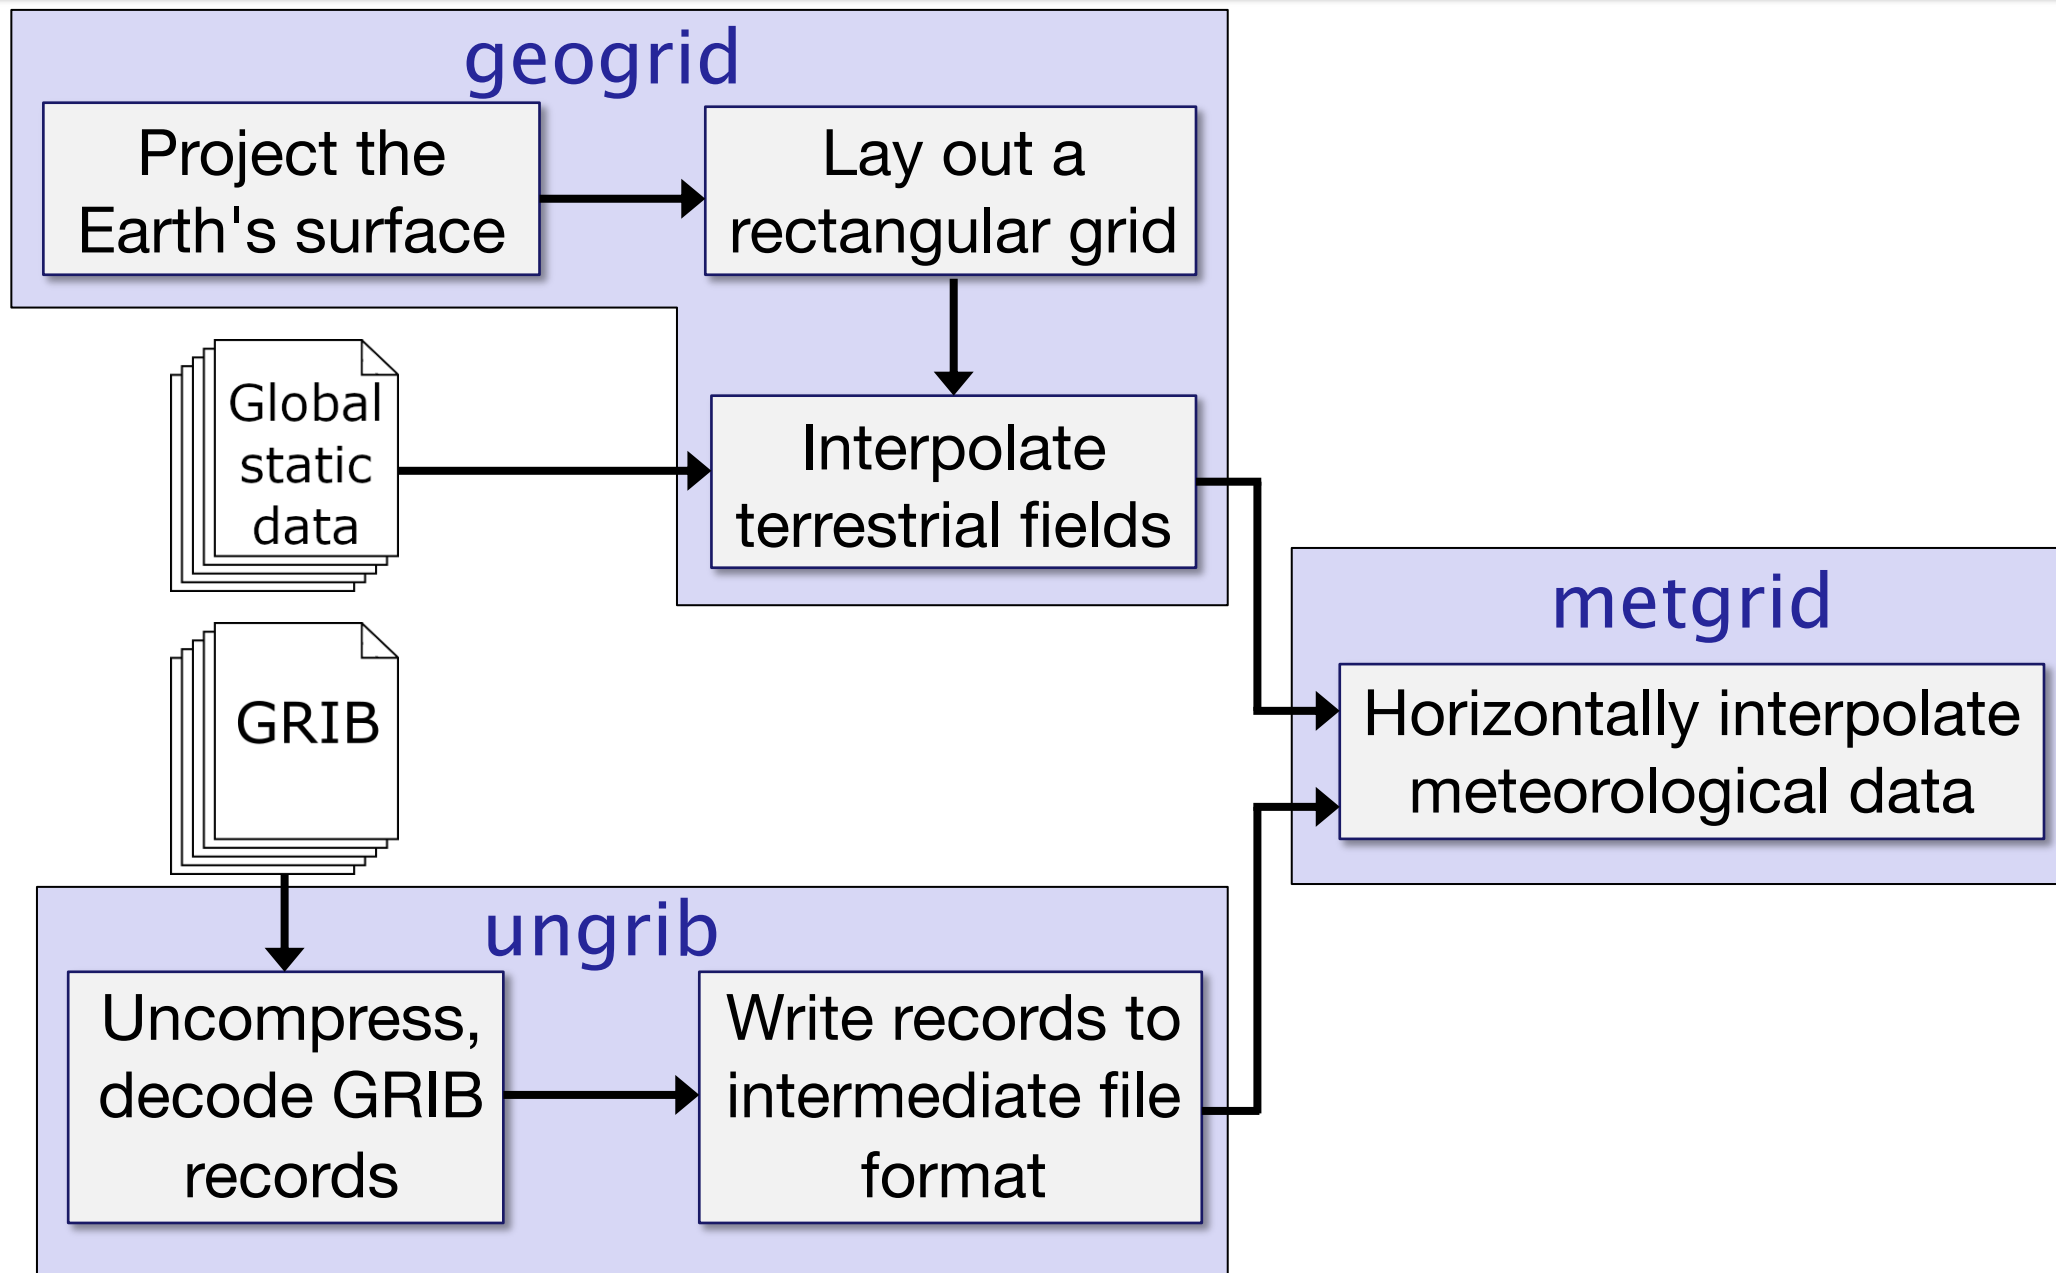 geogrid
Project the
Earth's surface
Lay out a
rectangular grid
Global
static
data
Interpolate
terrestrial fields
GRIB
metgrid
Horizontally interpolate
meteorological data
ungrib
Uncompress,
decode GRIB
records
Write records to
intermediate file
format